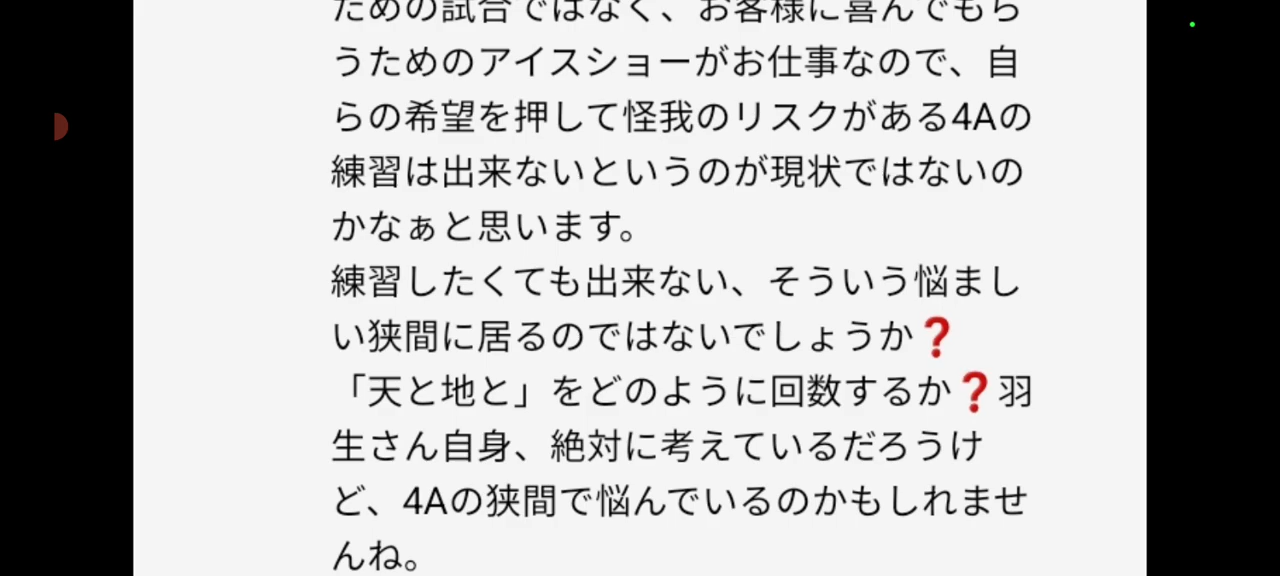 ための試合ではなく、お客様に喜んでもら
うためのアイスショーがお仕事なので、自
らの希望を押して怪我のリスクがある4Aの
練習は出来ないというのが現状ではないの
かなぁと思います。
練習したくても出来ない、そういう悩まし
い狭間に居るのではないでしょうか❓
「天と地と」をどのように回数するか❓羽
生さん自身、絶対に考えているだろうけ
ど、4Aの狭間で悩んでいるのかもしれませ
んね。